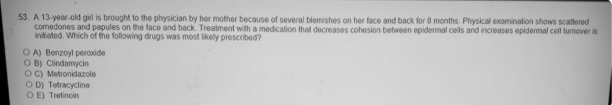 53. A 13-year-old girl is brought to the physician by her mother because of several blemishes on her face and back for 8 months. Physical examination shows scattered
comedones and papules on the face and back. Treatment with a medication that decreases cohesion between epidermal cells and increases epidermal cell turnover is
initiated. Which of the following drugs was most likely prescribed?
A) Benzoyl peroxide
B) Clindamycin
C) Metronidazole
D) Tetracycline
E) Tretinoin